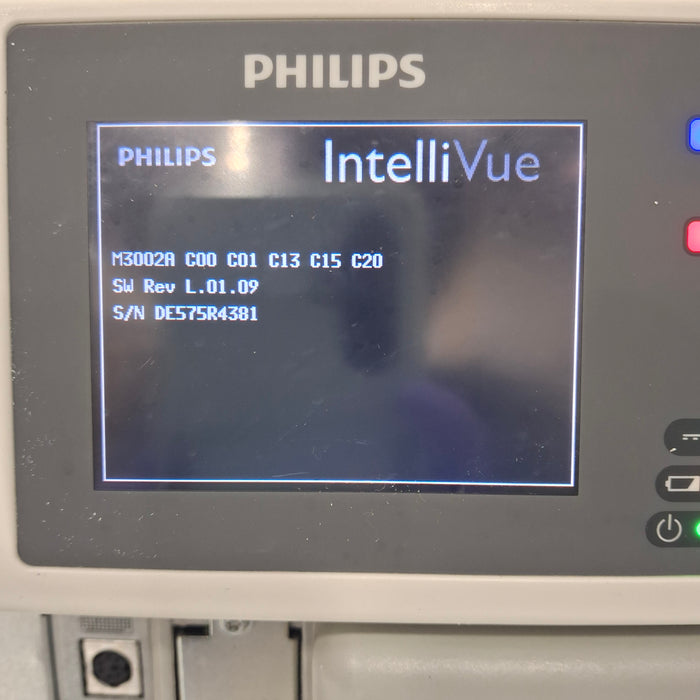 PHILIPS
PHILIPS IntelliVue
M3002A C00 C01 C13 C15 C20
SW Rev L.01.09
S/N DE575R4381